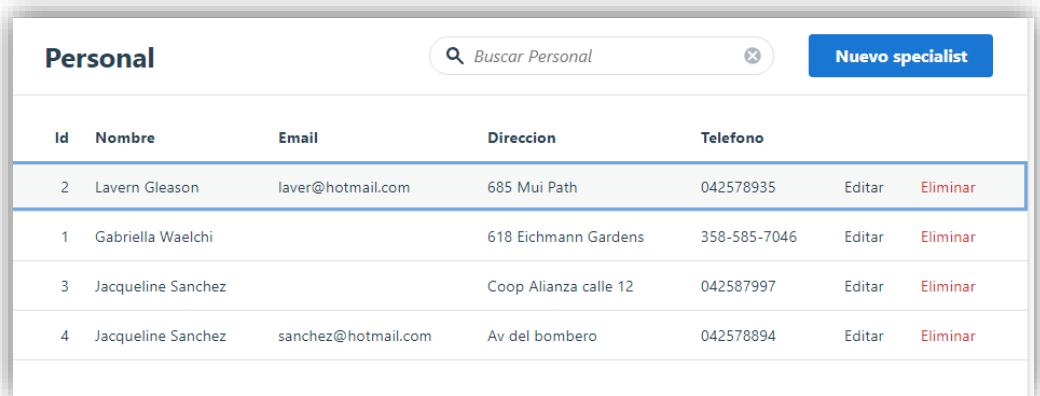 Personal Buscar Personal Nuevo specialist
Id Nombre Email Direccion Telefono
2 Lavern Gleason laver@hotmail.com 685 Mui Path 042578935 Editar Eliminar
1 Gabriella Waelchi 618 Eichmann Gardens 358-585-7046 Editar Eliminar
3 Jacqueline Sanchez Coop Alianza calle 12 042587997 Editar Eliminar
4 Jacqueline Sanchez sanchez@hotmail.com Av del bombero 042578894 Editar Eliminar